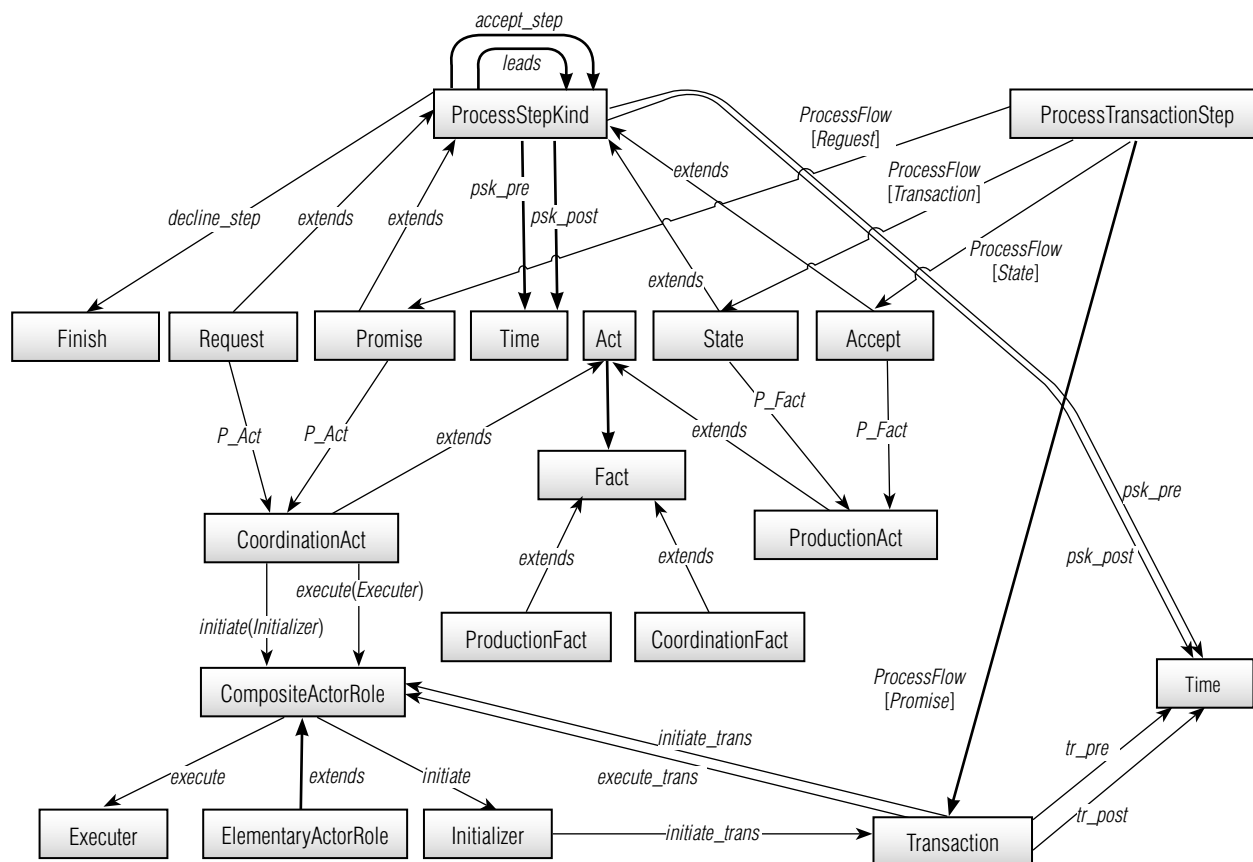 accept_step
leads
ProcessStepKind
ProcessTransactionStep
ProcessFlow
[Reguest]
ProcessFlow
[Transaction]
extends
psk_pre
decline_step
extends
extends
psk_post
ProcessFlow
[State]
extends
Finish
Request
Promise
Time
Act
State
Accept
P_Act
P_Act
extends
P_Fact
extends
P_Fact
Fact
psk_pre
CoordinationAct
ProductionAct
psk_post
extends
extends
execute(Executer)
initiate(Initializer)
ProductionFact
CoordinationFact
CompositeActorRole
ProcessFlow
[Promise]
Time
initiate_trans
execute_trans
tr_pre
execute
extends
initiate
tr_post
Executer
ElementaryActorRole
Initializer
initiate_trans
Transaction